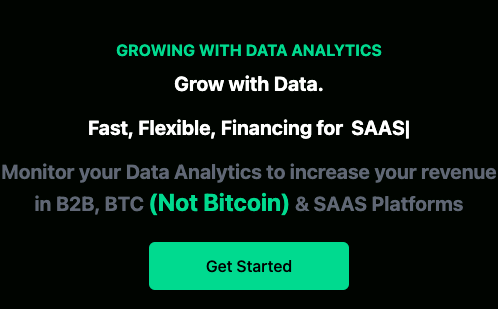 GROWING WITH DATA ANALYTICS
Grow with Data.
Fast, Flexible, Financing for SAAS|
Monitor your Data Analytics to increase your revenue
in B2B, BTC (Not Bitcoin) & SAAS Platforms
Get Started